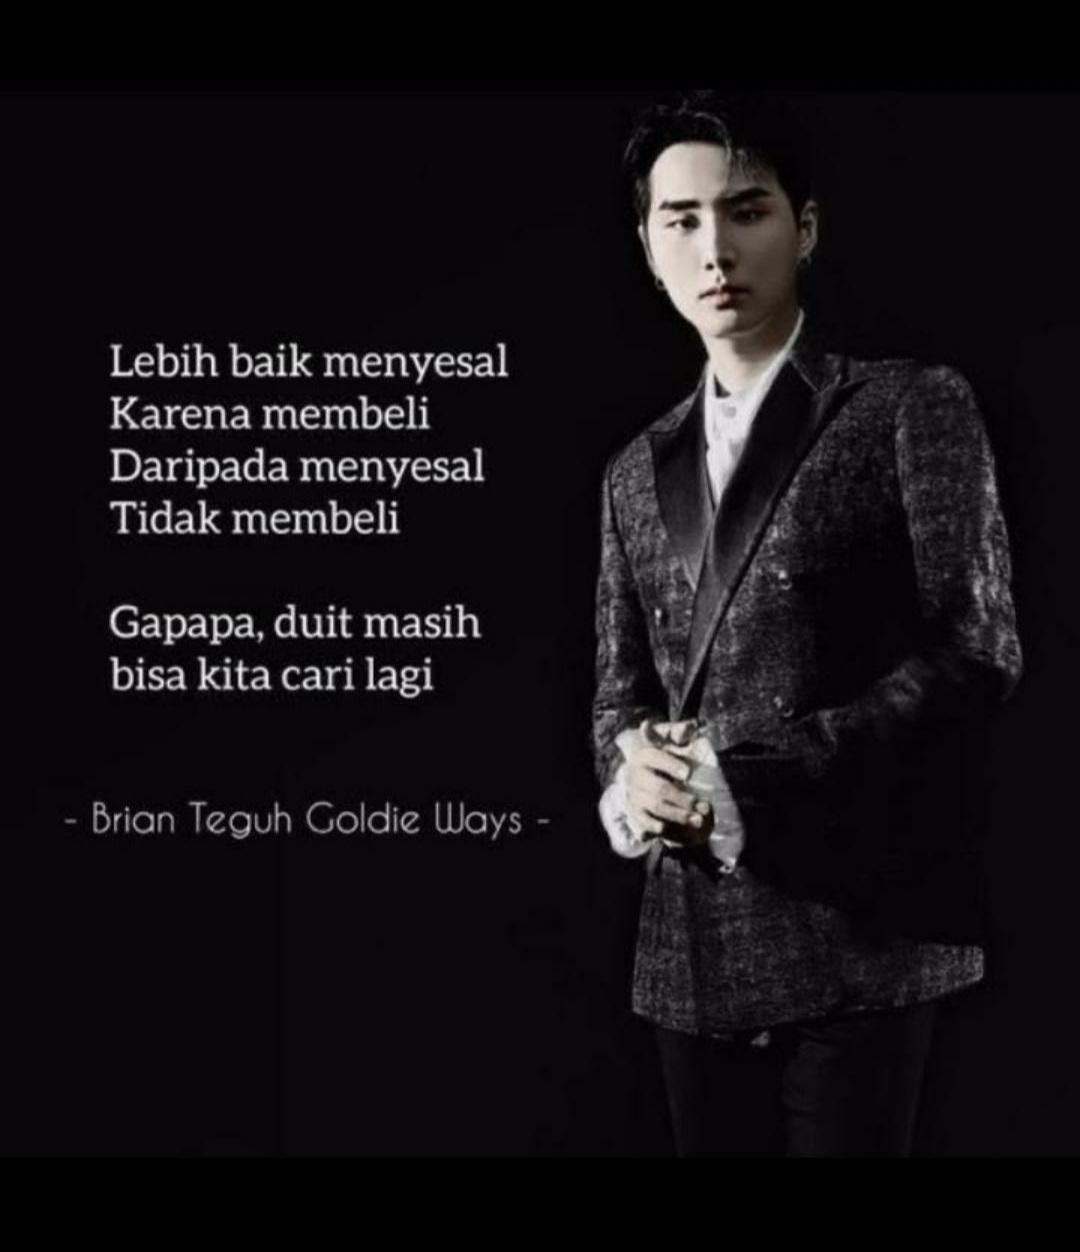 Lebih baik menyesal
Karena membeli
Daripada menyesal
Tidak membeli
Gapapa, duit masih
bisa kita cari lagi
- Brian Teguh Goldie Ways -